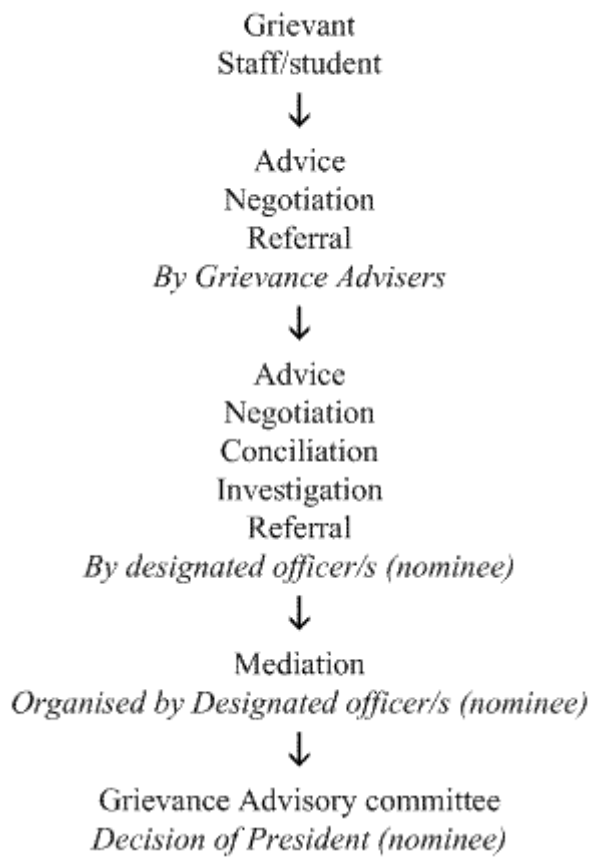 Grievant
Staff/student
↓
Advice
Negotiation
Referral
By Grievance Advisers
↓
Advice
Negotiation
Conciliation
Investigation
Referral
By designated officer/s (nominee)
↓
Mediation
Organised by Designated officer/s (nominee)
↓
Grievance Advisory committee
Decision of President (nominee)